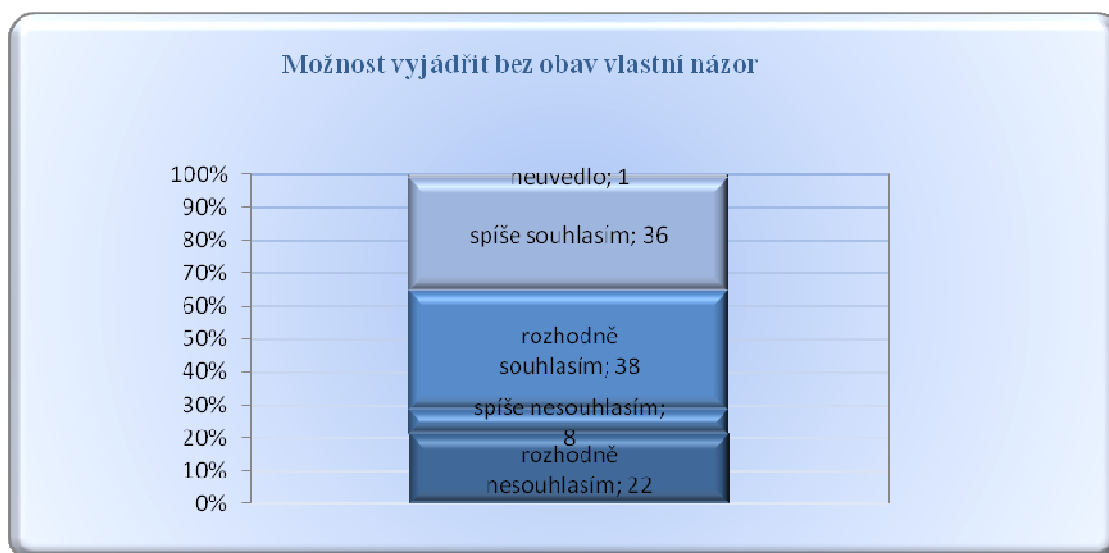 Možnost vyjádřit bez obav vlastní názor
100%
90%
80%
70%
60%
50%
40%
30%
20%
10%
0%
neuvedlo; 1
spíše souhlasím; 36
rozhodně
souhlasím; 38
spíše nesouhlasím;
8
rozhodně
nesouhlasím; 22